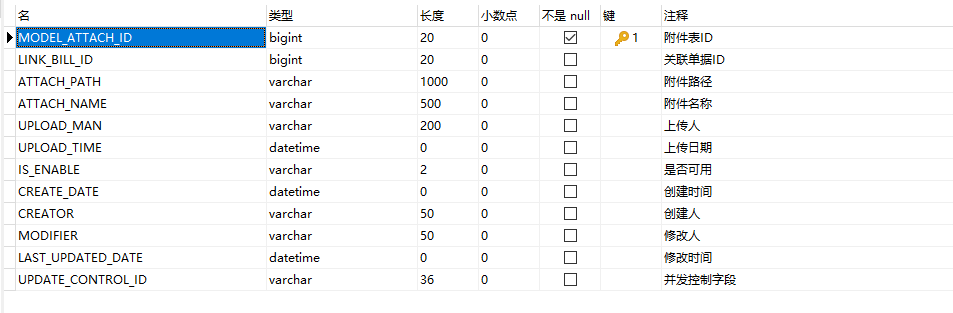 名 类型 长度 小数点 不是 null 键 注释
MODEL_ATTACH_ID bigint 20 0 1 附件表ID
LINK_BILL_ID bigint 20 0 关联单据ID
ATTACH_PATH varchar 1000 0 附件路径
ATTACH_NAME varchar 500 0 附件名称
UPLOAD_MAN varchar 200 0 上传人
UPLOAD_TIME datetime 0 0 上传日期
IS_ENABLE varchar 2 0 是否可用
CREATE_DATE datetime 0 0 创建时间
CREATOR varchar 50 0 创建人
MODIFIER varchar 50 0 修改人
LAST_UPDATED_DATE datetime 0 0 修改时间
UPDATE_CONTROL_ID varchar 36 0 并发控制字段